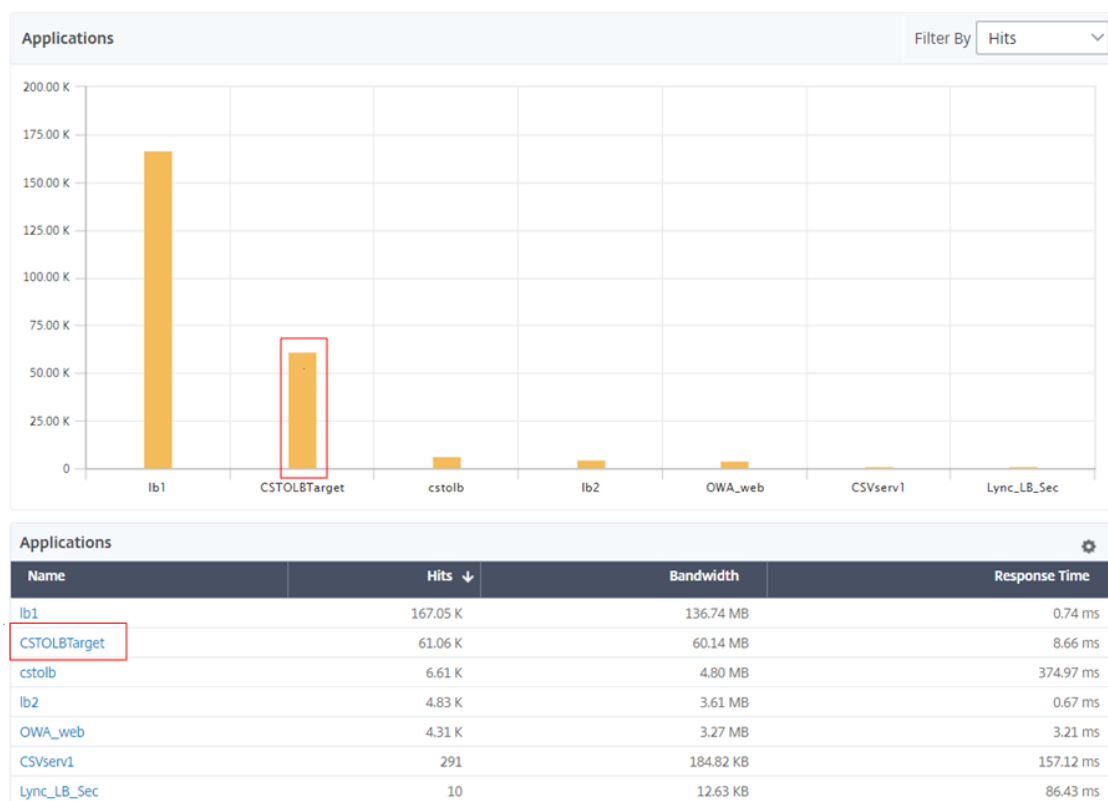 Applications Filter By Hits
200.00 K
175.00 K
150.00 K
125.00 K
100.00 K
75.00 K
50.00 K
25.00 K
0
lb1 CSTOLBTarget cstolb lb2 OWA_web CSVserv1 Lync_LB_Sec
Applications
Name Hits Bandwidth Response Time
lb1 167.05 K 136.74 MB 0.74 ms
CSTOLBTarget 61.06 K 60.14 MB 8.66 ms
cstolb 6.61 K 4.80 MB 374.97 ms
lb2 4.83 K 3.61 MB 0.67 ms
OWA_web 4.31 K 3.27 MB 3.21 ms
CSVserv1 291 184.82 KB 157.12 ms
Lync_LB_Sec 10 12.63 KB 86.43 ms